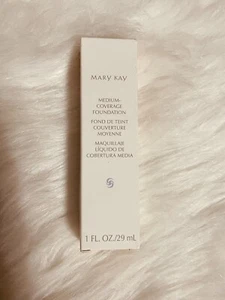 MARY KAY
MEDIUM-
COVERAGE
FOUNDATION
FOND DE TEINT
COUVERTURE
MOYENNE
MAQUILLAJE
LÍQUIDO DE
COBERTURA MEDIA
1 FL. OZ./29 mL